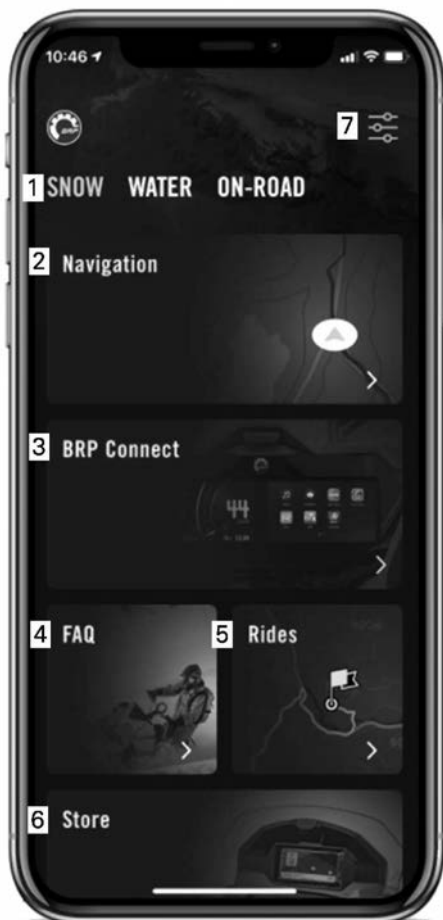 10:46
7
1 SNOW WATER ON-ROAD
2 Navigation
3 BRP Connect
44
4 FAQ 5 Rides
6 Store